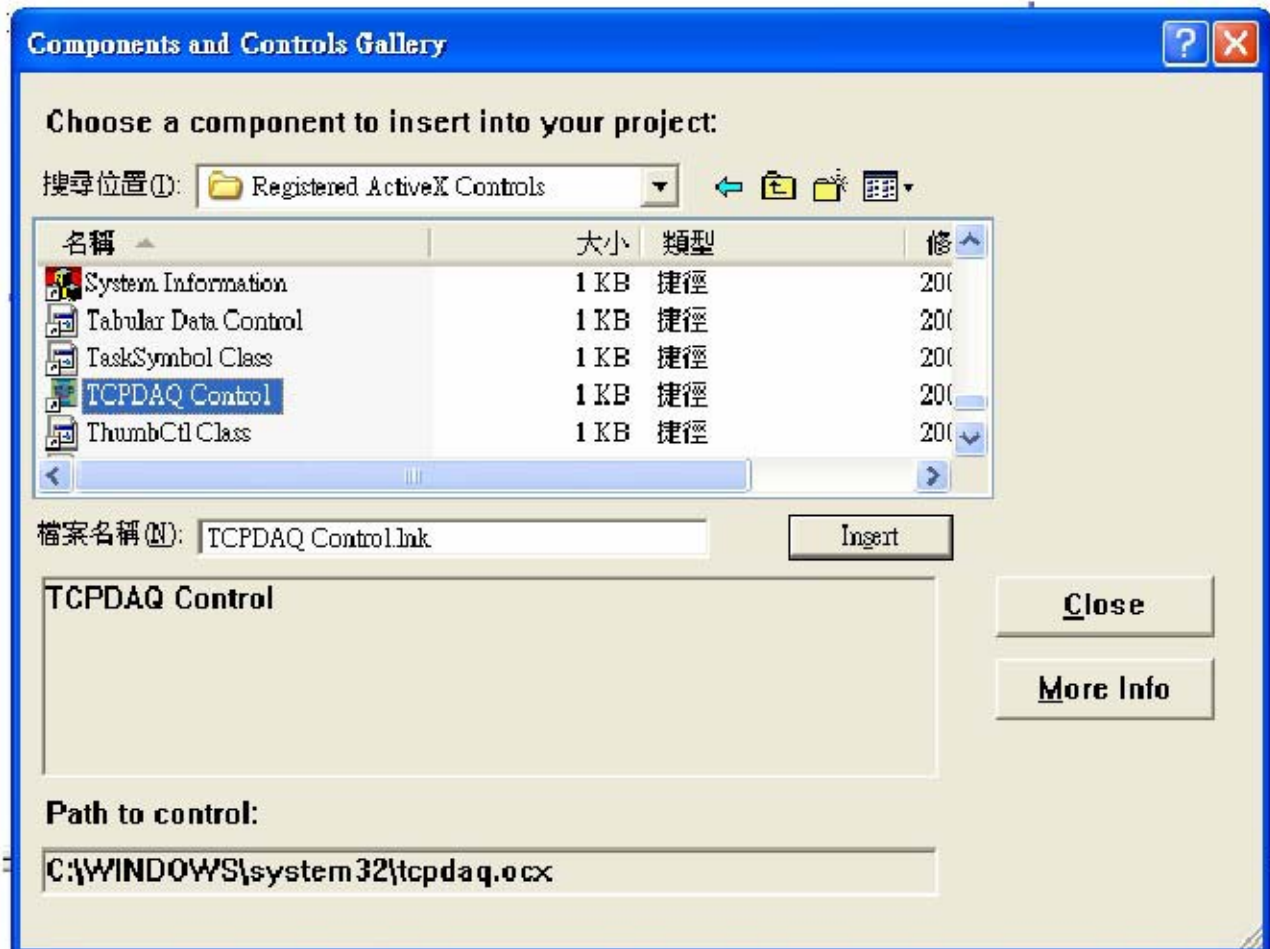 Components and Controls Gallery
Choose a component to insert into your project:
搜尋位置(I): Registered ActiveX Controls
名稱 大小 類型 修
System Information 1 KB 捷徑 200
Tabular Data Control 1 KB 捷徑 200
TaskSymbol Class 1 KB 捷徑 200
TCPDAQ Control 1 KB 捷徑 200
ThumbCtl Class 1 KB 捷徑 200
檔案名稱(N): TCPDAQ Control.lnk Insert
TCPDAQ Control
Close
More Info
Path to control:
C:\WINDOWS\system32\tcpdaq.ocx